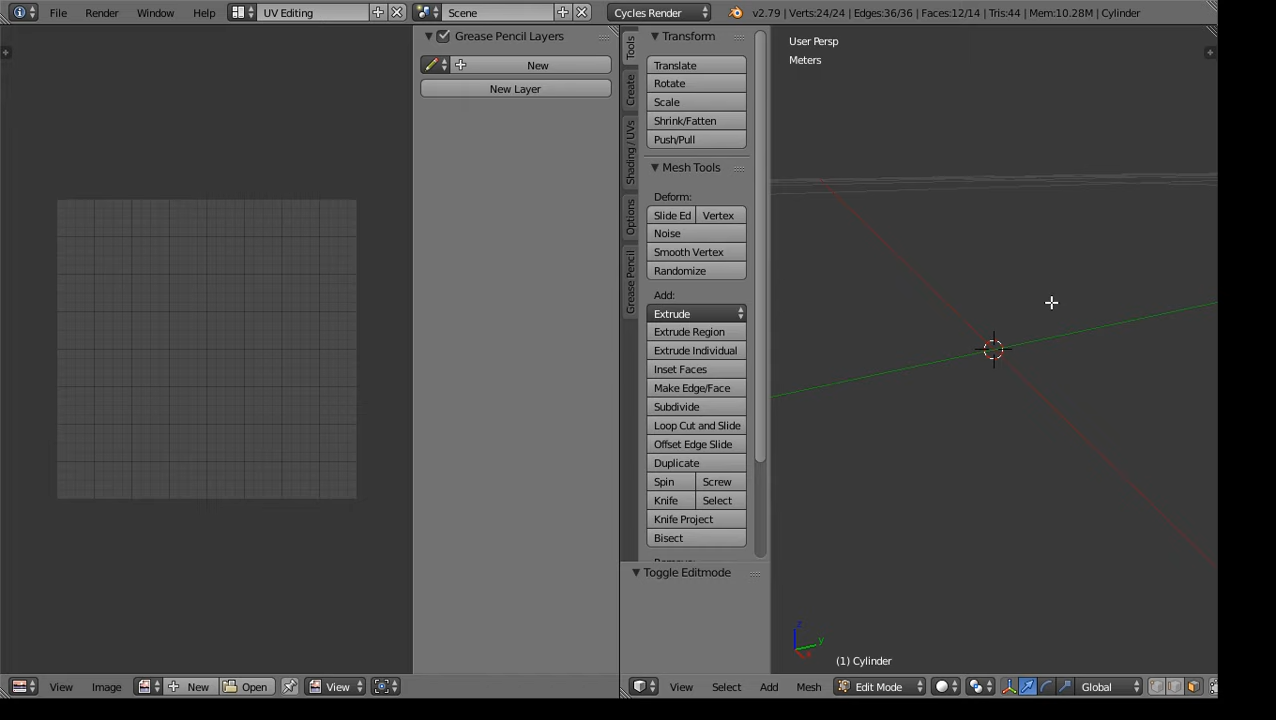 File Render Window Help UV Editing Scene Cycles Render v2.79 | Verts:24/24 | Edges:36/36 | Faces:12/14 | Tris:44 | Mem:10.28M | Cylinder
Grease Pencil Layers
New
New Layer
Tools
Create
Shading / UVs
Options
Grease Pencil
Transform
Translate
Rotate
Scale
Shrink/Fatten
Push/Pull
Mesh Tools
Deform:
Slide Ed Vertex
Noise
Smooth Vertex
Randomize
Add:
Extrude
Extrude Region
Extrude Individual
Inset Faces
Make Edge/Face
Subdivide
Loop Cut and Slide
Offset Edge Slide
Duplicate
Spin Screw
Knife Select
Knife Project
Bisect
Toggle Editmode
User Persp
Meters
z
y
(1) Cylinder
View Image New Open View
View Select Add Mesh Edit Mode Global